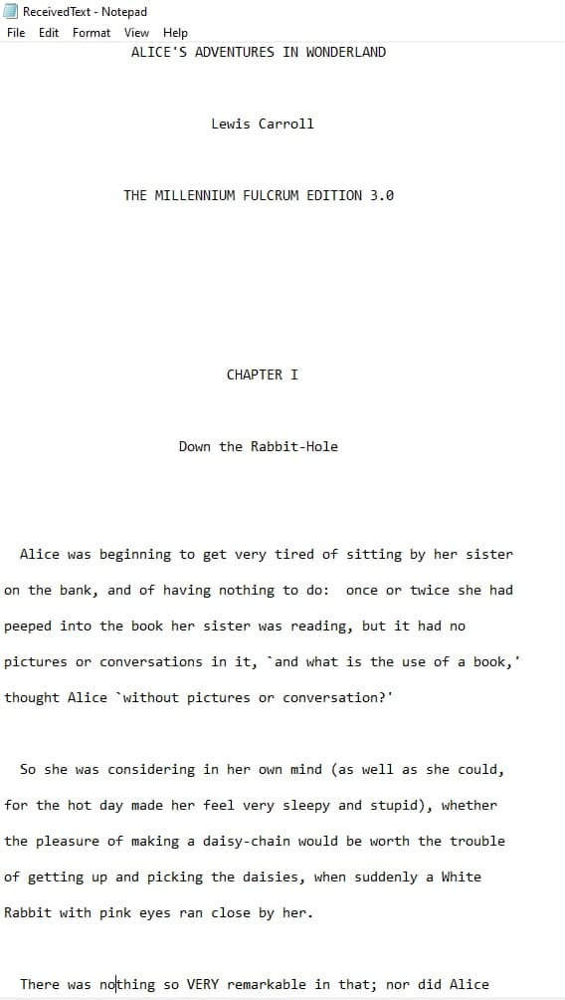 ReceivedText - Notepad
File Edit Format View Help
ALICE'S ADVENTURES IN WONDERLAND
Lewis Carroll
THE MILLENNIUM FULCRUM EDITION 3.0
CHAPTER I
Down the Rabbit-Hole
Alice was beginning to get very tired of sitting by her sister
on the bank, and of having nothing to do:  once or twice she had
peeped into the book her sister was reading, but it had no
pictures or conversations in it, `and what is the use of a book,'
thought Alice `without pictures or conversation?'
So she was considering in her own mind (as well as she could,
for the hot day made her feel very sleepy and stupid), whether
the pleasure of making a daisy-chain would be worth the trouble
of getting up and picking the daisies, when suddenly a White
Rabbit with pink eyes ran close by her.
There was nothing so VERY remarkable in that; nor did Alice